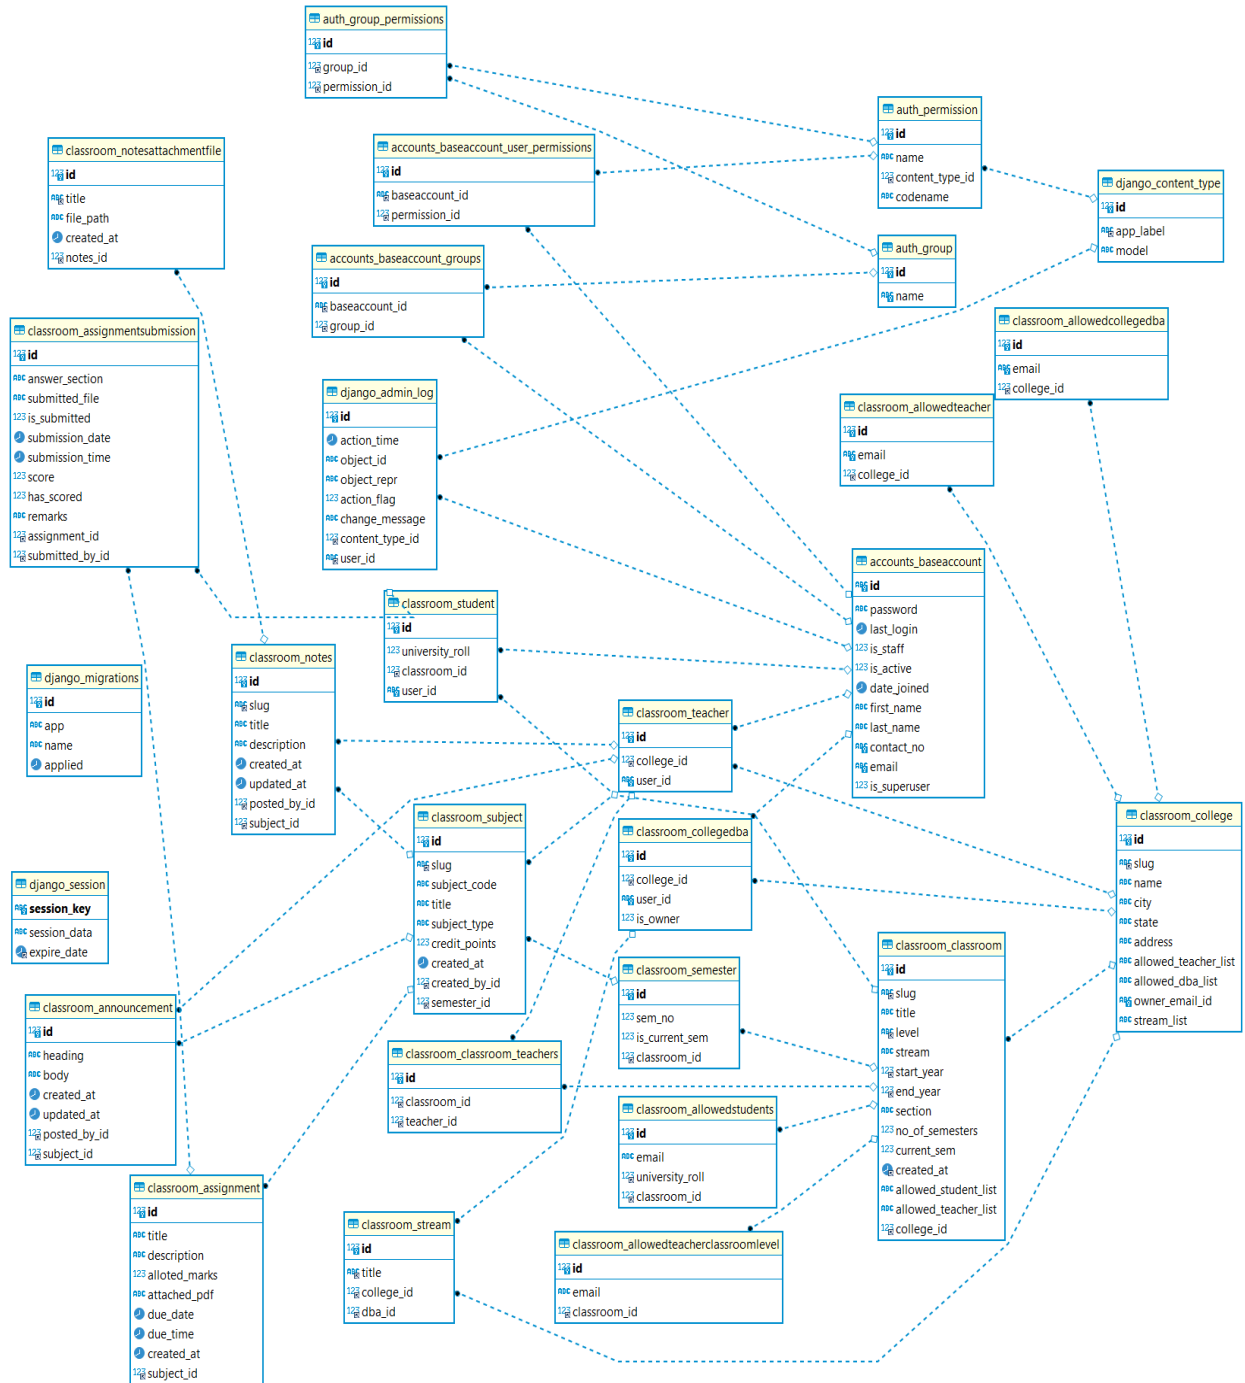 auth_group_permissions
id
group_id
permission_id
auth_permission
id
name
content_type_id
codename
classroom_notesattachmentfile
id
title
file_path
created_at
notes_id
accounts_baseaccount_user_permissions
id
baseaccount_id
permission_id
django_content_type
id
app_label
model
auth_group
id
name
accounts_baseaccount_groups
id
baseaccount_id
group_id
classroom_allowedcollegedba
id
email
college_id
classroom_assignmentsubmission
id
answer_section
submitted_file
is_submitted
submission_date
submission_time
score
has_scored
remarks
assignment_id
submitted_by_id
django_admin_log
id
action_time
object_id
object_repr
action_flag
change_message
content_type_id
user_id
classroom_allowedteacher
id
email
college_id
accounts_baseaccount
id
password
last_login
is_staff
is_active
date_joined
first_name
last_name
contact_no
email
is_superuser
classroom_student
id
university_roll
classroom_id
user_id
classroom_notes
id
slug
title
description
created_at
updated_at
posted_by_id
subject_id
django_migrations
id
app
name
applied
classroom_teacher
id
college_id
user_id
classroom_subject
id
slug
subject_code
title
subject_type
credit_points
created_at
created_by_id
semester_id
classroom_collegedba
id
college_id
user_id
is_owner
classroom_college
id
slug
name
city
state
address
allowed_teacher_list
allowed_dba_list
owner_email_id
stream_list
django_session
session_key
session_data
expire_date
classroom_classroom
id
slug
title
level
stream
start_year
end_year
section
no_of_semesters
current_sem
created_at
allowed_student_list
allowed_teacher_list
college_id
classroom_semester
id
sem_no
is_current_sem
classroom_id
classroom_announcement
id
heading
body
created_at
updated_at
posted_by_id
subject_id
classroom_classroom_teachers
id
classroom_id
teacher_id
classroom_allowedstudents
id
email
university_roll
classroom_id
classroom_assignment
id
title
description
alloted_marks
attached_pdf
due_date
due_time
created_at
subject_id
classroom_stream
id
title
college_id
dba_id
classroom_allowedteacherclassroomlevel
id
email
classroom_id